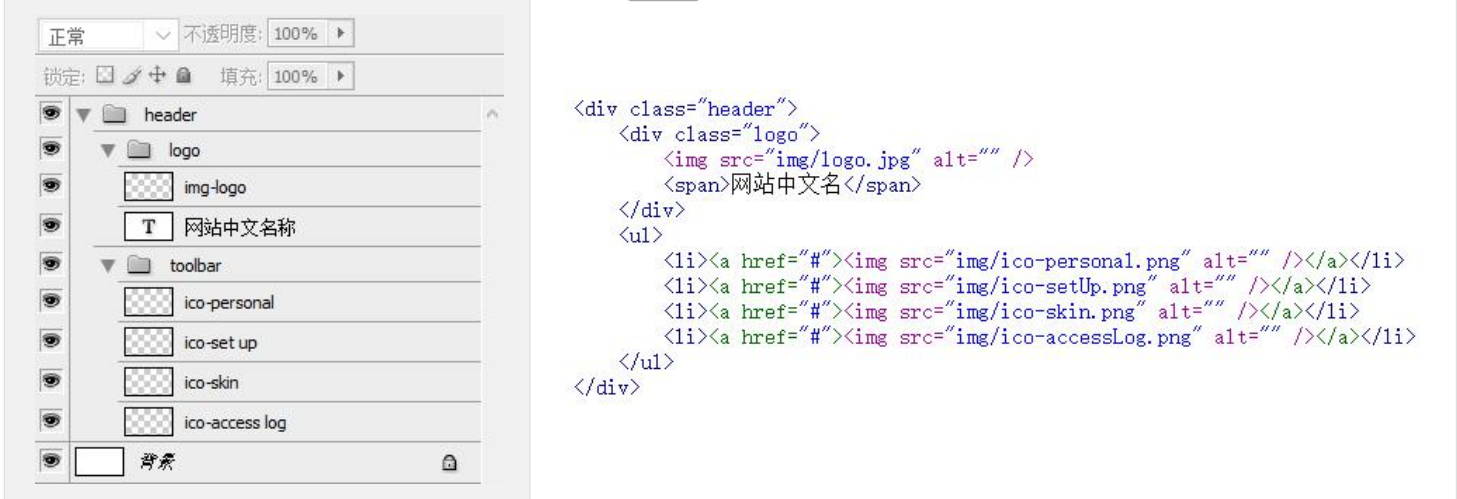 正常 不透明度: 100%
锁定: 填充: 100%
header
logo
img-logo
T 网站中文名称
toolbar
ico-personal
ico-set up
ico-skin
ico-access log
背景
<div class="header">
<div class="logo">
<img src="img/logo.jpg" alt="" />
<span>网站中文名</span>
</div>
<ul>
<li><a href="#"><img src="img/ico-personal.png" alt="" /></a></li>
<li><a href="#"><img src="img/ico-setUp.png" alt="" /></a></li>
<li><a href="#"><img src="img/ico-skin.png" alt="" /></a></li>
<li><a href="#"><img src="img/ico-accessLog.png" alt="" /></a></li>
</ul>
</div>